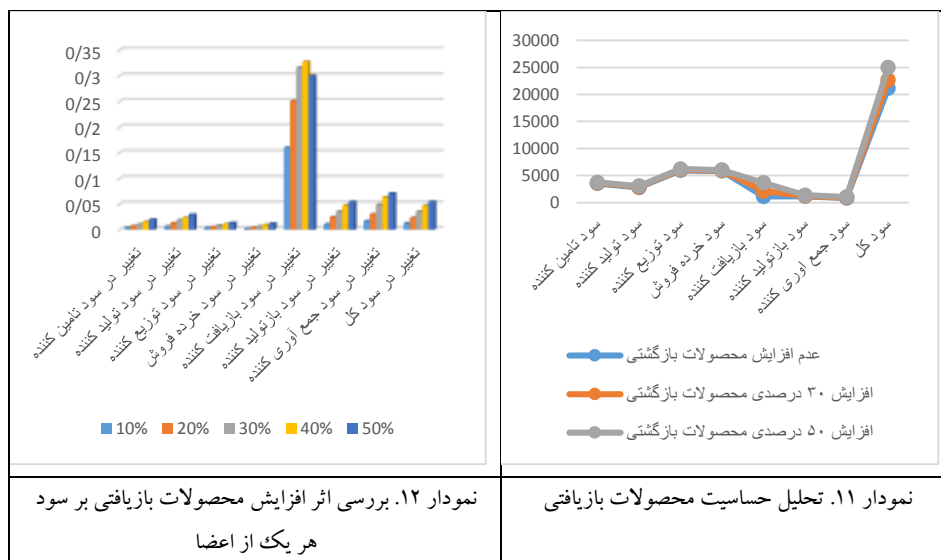 30000
25000
20000
15000
10000
5000
0
سود تامین کننده
سود تولید کننده
سود توزیع کننده
سود خرده فروش
سود بازیافت کننده
سود بازتولید کننده
سود جمع آوری کننده
سود کل
عدم افزایش محصولات بازگشتی
افزایش ۳۰ درصدی محصولات بازگشتی
افزایش ۵۰ درصدی محصولات بازگشتی
نمودار ۱۱. تحلیل حساسیت محصولات بازیافتی
0/35
0/3
0/25
0/2
0/15
0/1
0/05
0
تغییر در سود تامین کننده
تغییر در سود تولید کننده
تغییر در سود توزیع کننده
تغییر در سود خرده فروش
تغییر در سود بازیافت کننده
تغییر در سود بازتولید کننده
تغییر در سود جمع آوری کننده
تغییر در سود کل
10% 20% 30% 40% 50%
نمودار ۱۲. بررسی اثر افزایش محصولات بازیافتی بر سود
هر یک از اعضا